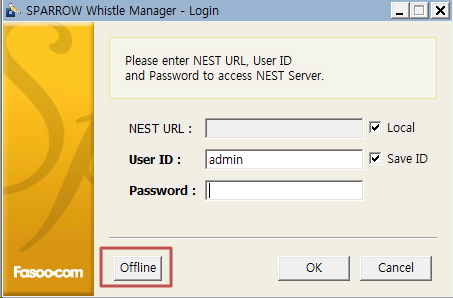 SPARROW Whistle Manager - Login
Please enter NEST URL, User ID
and Password to access NEST Server.
NEST URL : Local
User ID : admin Save ID
Password :
Offline OK Cancel
Fasoo.com